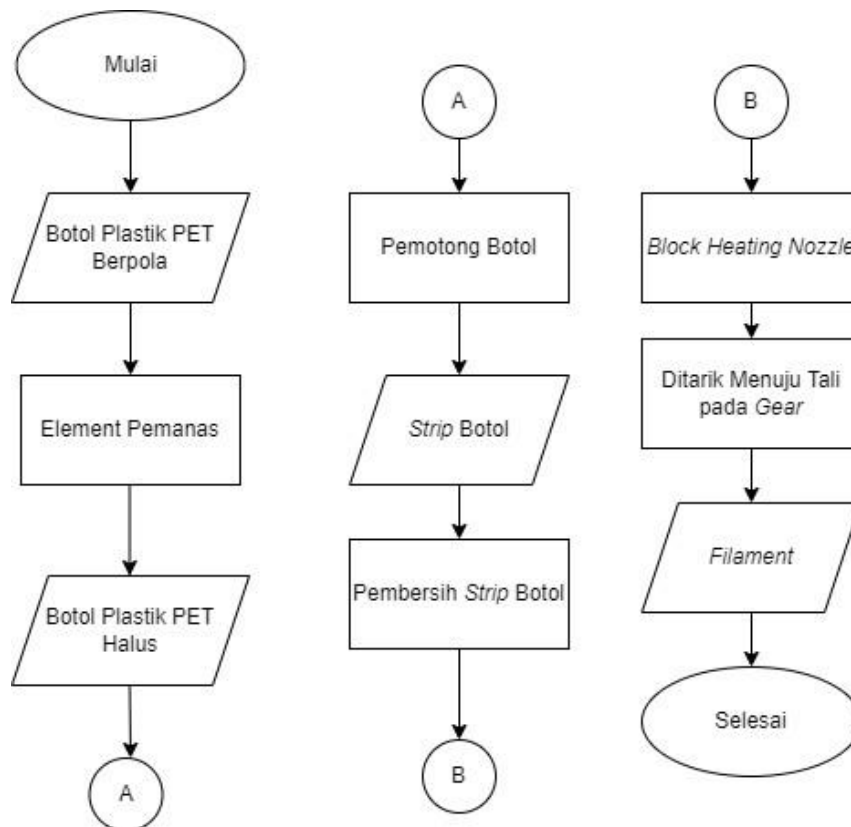 Mulai
Botol Plastik PET
Berpola
Element Pemanas
Botol Plastik PET
Halus
A
A
Pemotong Botol
Strip Botol
Pembersih Strip Botol
B
B
Block Heating Nozzle
Ditarik Menuju Tali
pada Gear
Filament
Selesai